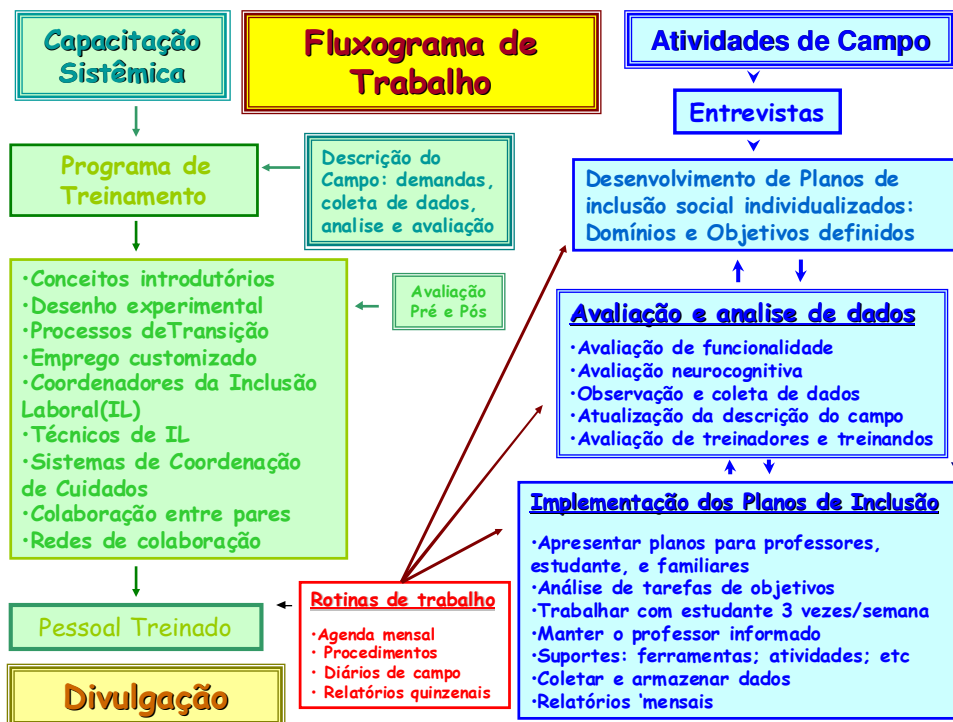 Capacitação
Sistêmica
Fluxograma de
Trabalho
Atividades de Campo
Entrevistas
Programa de
Treinamento
Descrição do
Campo: demandas,
coleta de dados,
analise e avaliação
Desenvolvimento de Planos de
inclusão social individualizados:
Domínios e Objetivos definidos
•Conceitos introdutórios
•Desenho experimental
•Processos deTransição
•Emprego customizado
•Coordenadores da Inclusão
Laboral(IL)
•Técnicos de IL
•Sistemas de Coordenação
de Cuidados
•Colaboração entre pares
•Redes de colaboração
Avaliação
Pré e Pós
Avaliação e analise de dados
•Avaliação de funcionalidade
•Avaliação neurocognitiva
•Observação e coleta de dados
•Atualização da descrição do campo
•Avaliação de treinadores e treinandos
Implementação dos Planos de Inclusão
•Apresentar planos para professores,
estudante, e familiares
•Análise de tarefas de objetivos
•Trabalhar com estudante 3 vezes/semana
•Manter o professor informado
•Suportes: ferramentas; atividades; etc
•Coletar e armazenar dados
•Relatórios ‘mensais
Rotinas de trabalho
•Agenda mensal
• Procedimentos
• Diários de campo
• Relatórios quinzenais
Pessoal Treinado
Divulgação